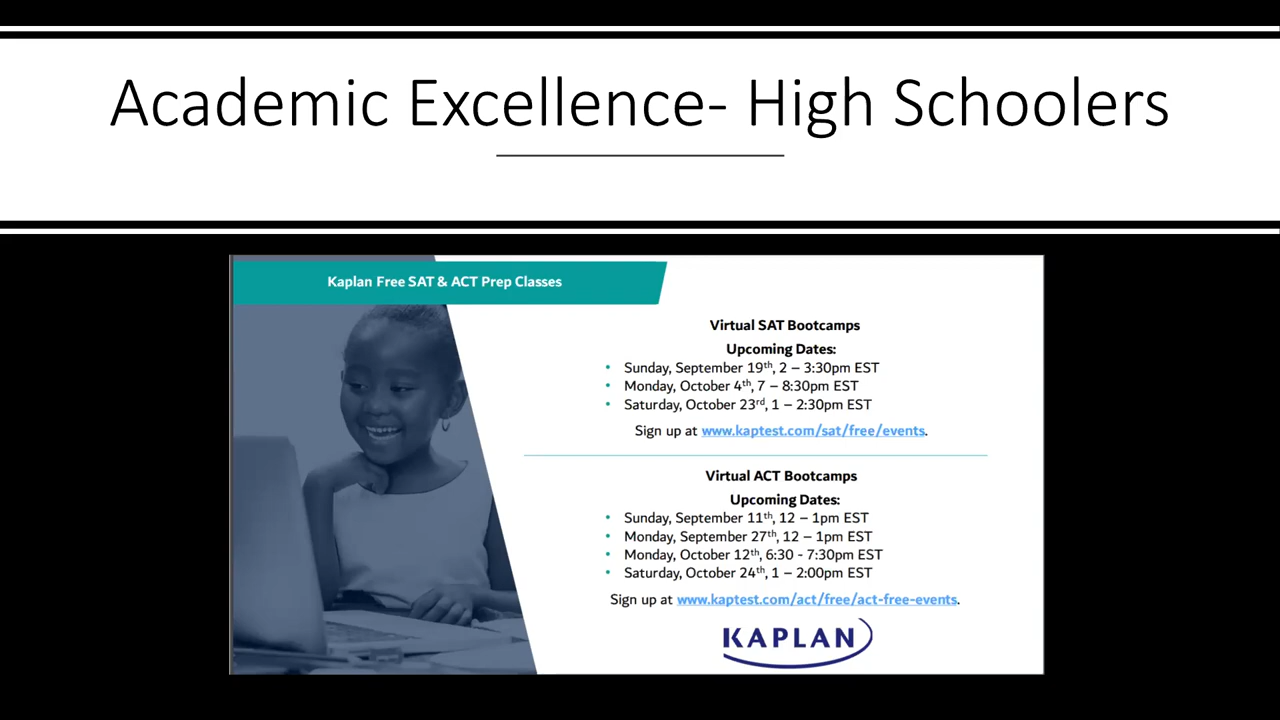 Academic Excellence- High Schoolers
Kaplan Free SAT & ACT Prep Classes
Virtual SAT Bootcamps
Upcoming Dates:
• Sunday, September 19th, 2 – 3:30pm EST
• Monday, October 4th, 7 – 8:30pm EST
• Saturday, October 23rd, 1 – 2:30pm EST
Sign up at www.kaptest.com/sat/free/events.
Virtual ACT Bootcamps
Upcoming Dates:
• Sunday, September 11th, 12 – 1pm EST
• Monday, September 27th, 12 – 1pm EST
• Monday, October 12th, 6:30 - 7:30pm EST
• Saturday, October 24th, 1 – 2:00pm EST
Sign up at www.kaptest.com/act/free/act-free-events.
KAPLAN